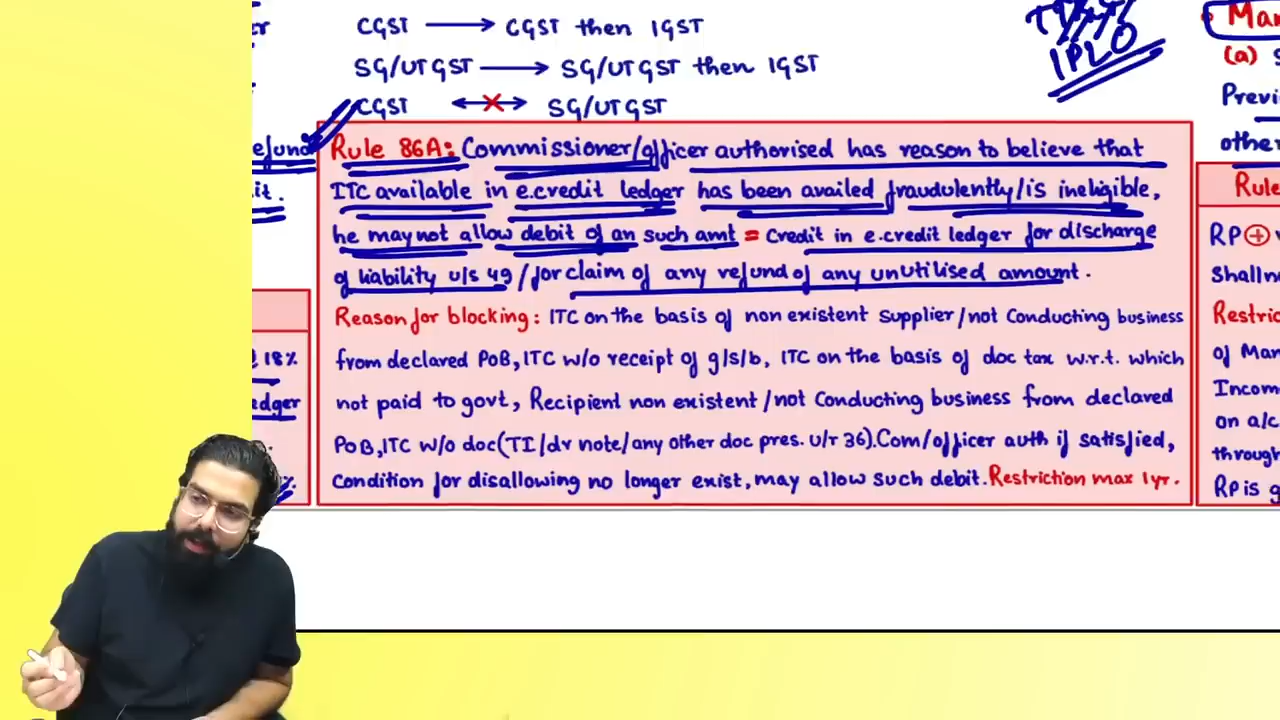 CGST → CGST then IGST
SG/UTGST → SG/UTGST then IGST
CGST ↔ SG/UTGST
IPLO
efund
it.
Rule 86A: Commissioner/officer authorised has reason to believe that
ITC available in e.credit ledger has been availed fraudulently/is ineligible,
he may not allow debit of an such amt = Credit in e.credit ledger for discharge
of liability u/s 49 /for claim of any refund of any unutilised amount.
Reason for blocking: ITC on the basis of non existent supplier/not Conducting business
from declared PoB, ITC w/o receipt of g/s/b, ITC on the basis of doc tax w.r.t. which
not paid to govt, Recipient non existent/not Conducting business from declared
PoB, ITC w/o doc(TI/dr note/any other doc pres. u/r 36). Com/officer auth if satisfied,
Condition for disallowing no longer exist, may allow such debit. Restriction max 1yr.
18%
edger
%.
Man
(a) S
Previ
othe
Rule
RP + v
Shall n
Restric
of Man
Incom
on a/c
through
RP is g